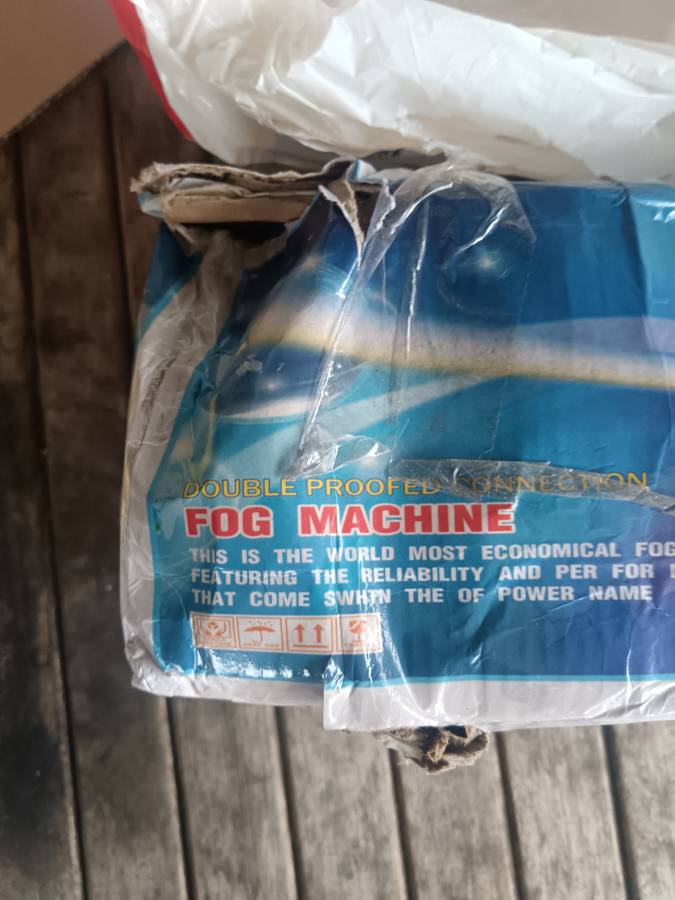 DOUBLE PROOFED CONNECTION
FOG MACHINE
THIS IS THE WORLD MOST ECONOMICAL FOG
FEATURING THE RELIABILITY AND PER FOR
THAT COME SWHTN THE OF POWER NAME